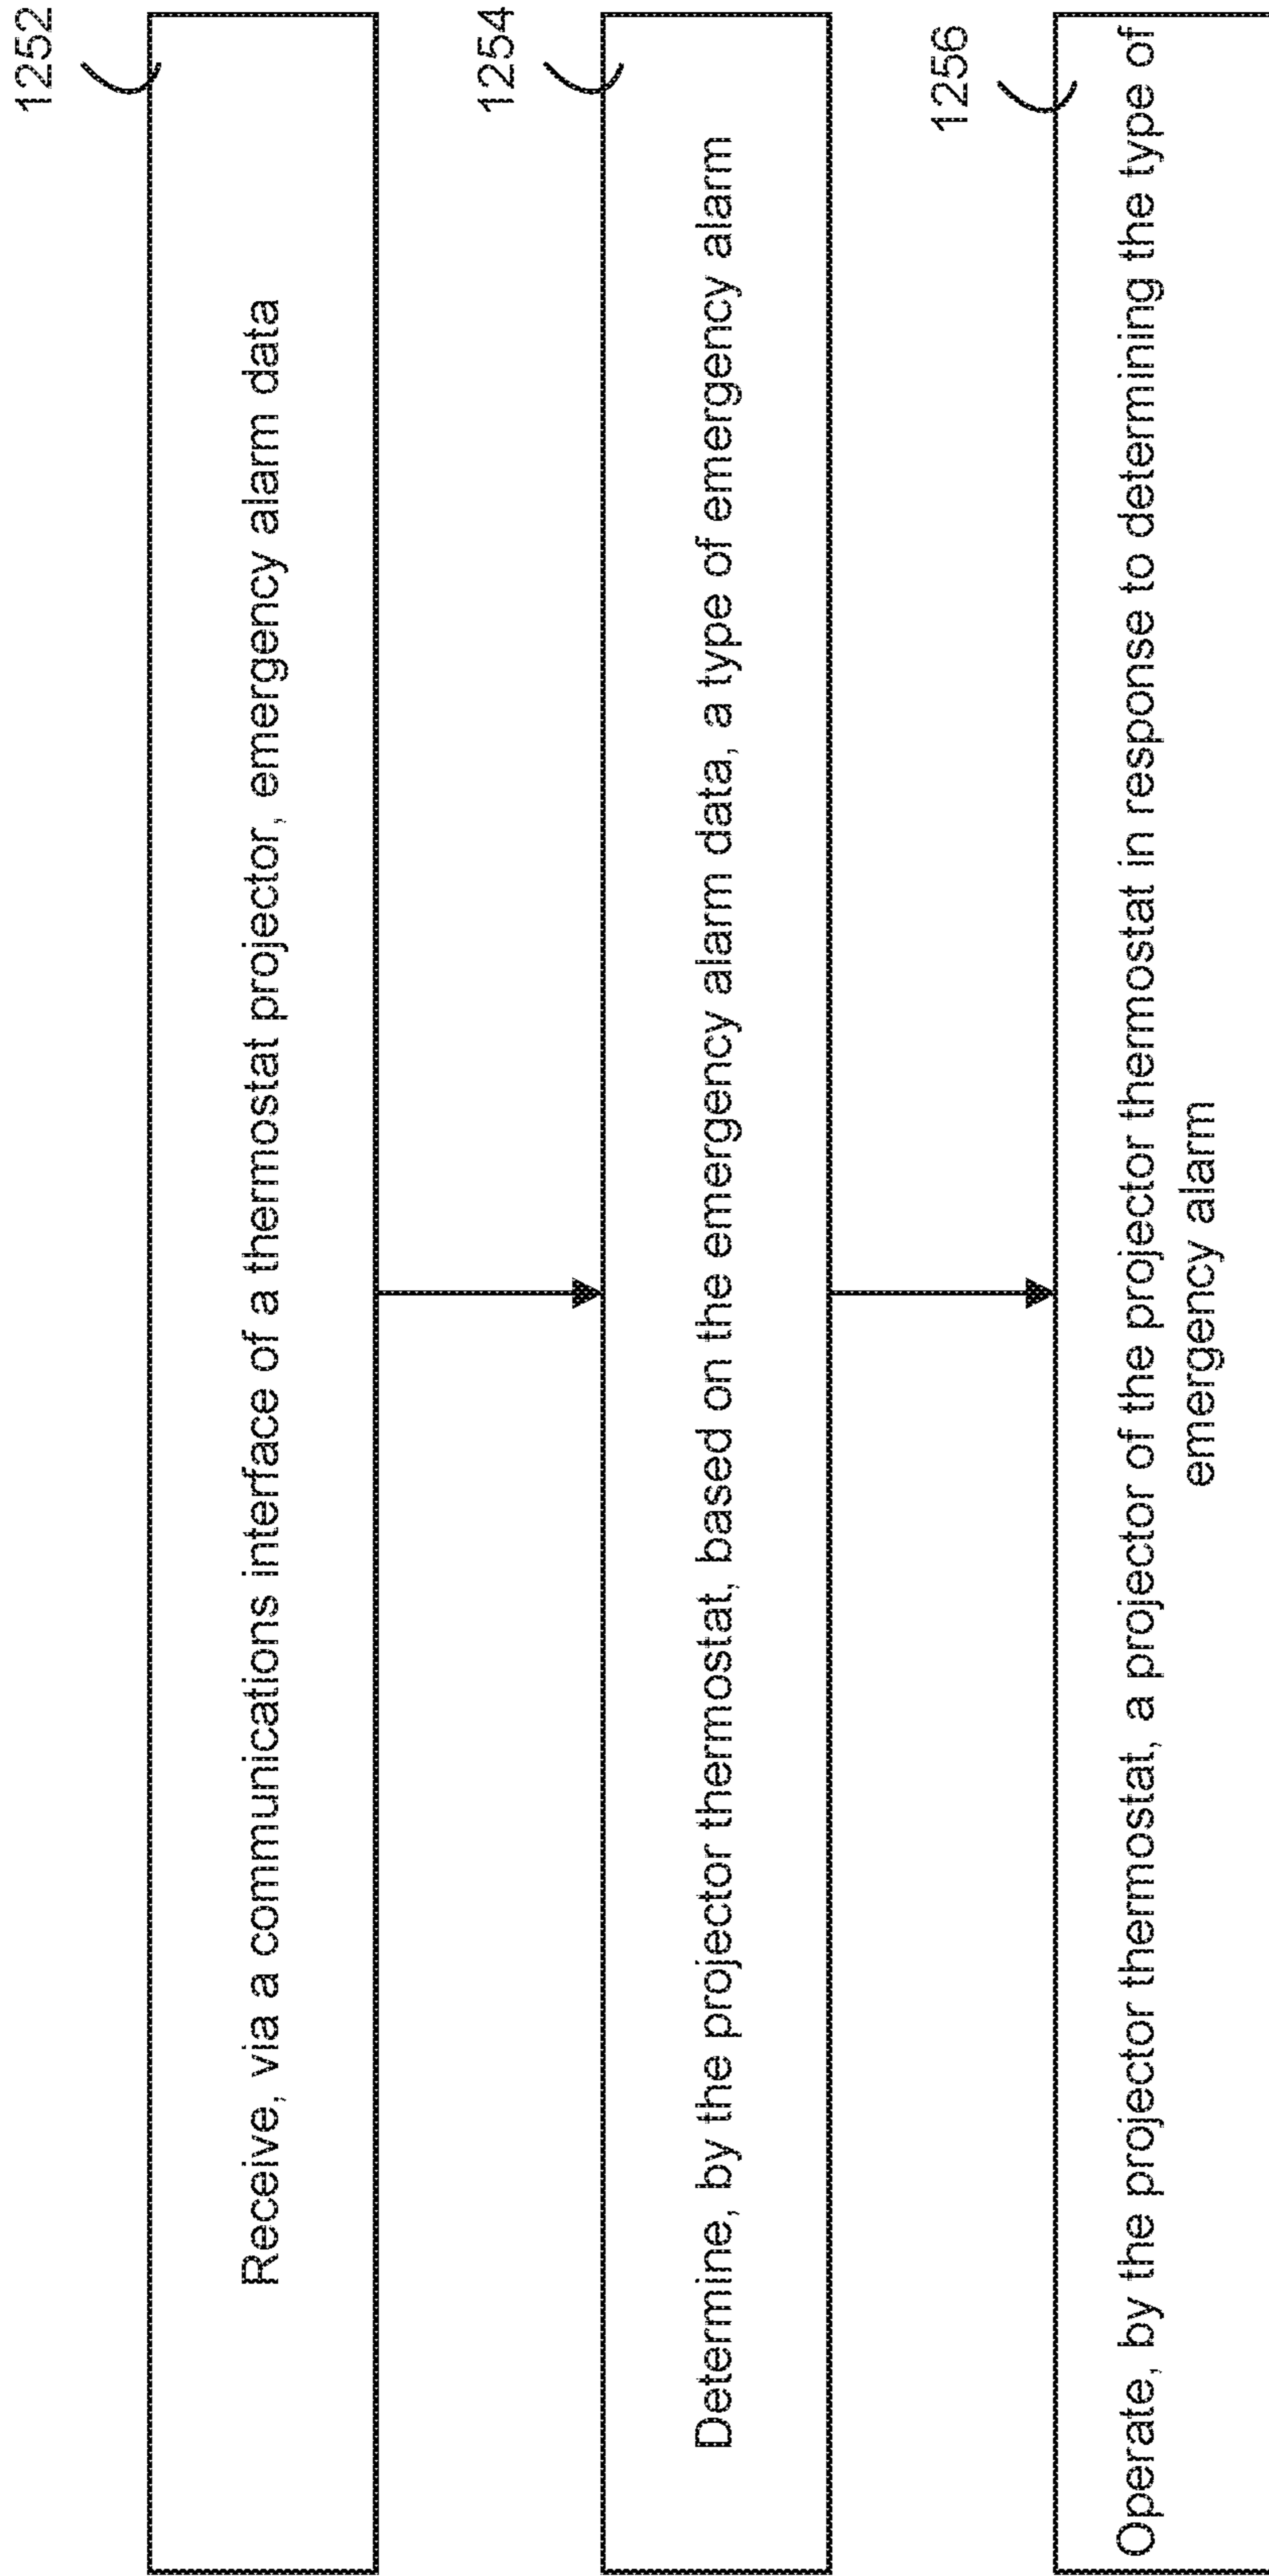 1252
Receive, via a communications interface of a thermostat projector, emergency alarm data
1254
Determine, by the projector thermostat, based on the emergency alarm data, a type of emergency alarm
1256
Operate, by the projector thermostat, a projector of the projector thermostat in response to determining the type of
emergency alarm